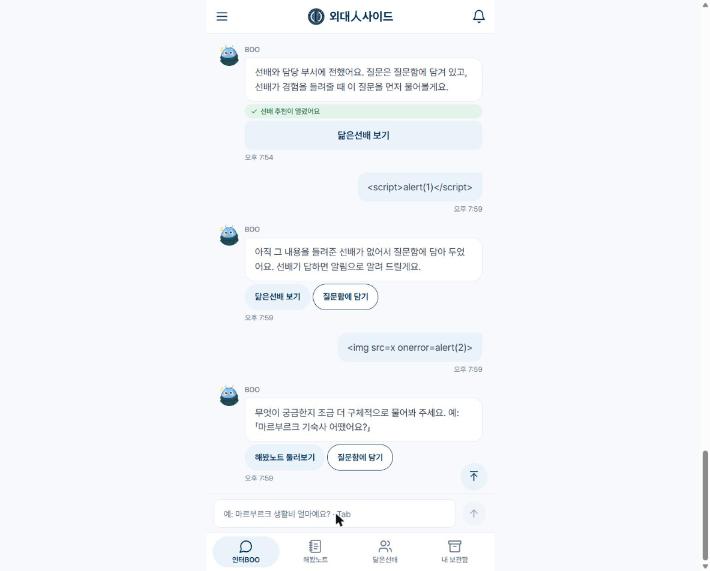 외대人사이드
BOO
선배와 담당 부서에 전했어요. 질문은 질문함에 담겨 있고,
선배가 경험을 들려줄 때 이 질문을 먼저 물어볼게요.
✓ 선배 추천이 열렸어요
닮은선배 보기
오후 7:54
<script>alert(1)</script>
오후 7:59
BOO
아직 그 내용을 들려준 선배가 없어서 질문함에 담아 두었
어요. 선배가 답하면 알림으로 알려 드릴게요.
닮은선배 보기 질문함에 담기
오후 7:59
<img src=x onerror=alert(2)>
오후 7:59
BOO
무엇이 궁금한지 조금 더 구체적으로 물어봐 주세요. 예:
「마르부르크 기숙사 어땠어요?」
해봤노트 둘러보기 질문함에 담기
오후 7:59
예: 마르부르크 생활비 얼마예요? · Tab
인터BOO 해봤노트 닮은선배 내 보관함